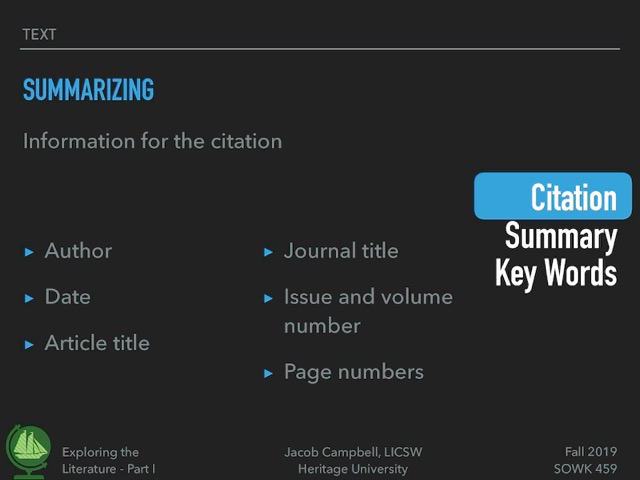 TEXT
SUMMARIZING
Information for the citation
Citation
Summary
Key Words
▸ Author
▸ Date
▸ Article title
▸ Journal title
▸ Issue and volume
number
▸ Page numbers
Exploring the
Literature - Part I
Jacob Campbell, LICSW
Heritage University
Fall 2019
SOWK 459